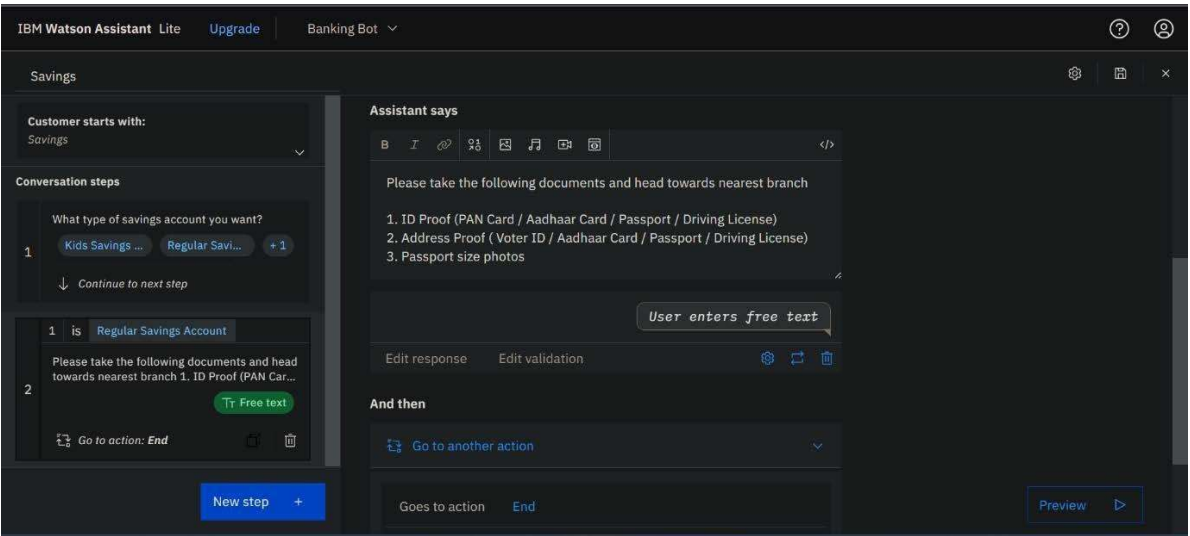 IBM Watson Assistant Lite Upgrade Banking Bot
Savings
Customer starts with:
Savings
Conversation steps
1
What type of savings account you want?
Kids Savings ... Regular Savi... + 1
Continue to next step
2
1 is Regular Savings Account
Please take the following documents and head
towards nearest branch 1. ID Proof (PAN Car...
Tт Free text
Go to action: End
New step +
Assistant says
B I </>
Please take the following documents and head towards nearest branch
1. ID Proof (PAN Card / Aadhaar Card / Passport / Driving License)
2. Address Proof ( Voter ID / Aadhaar Card / Passport / Driving License)
3. Passport size photos
User enters free text
Edit response Edit validation
And then
Go to another action
Goes to action End
Preview